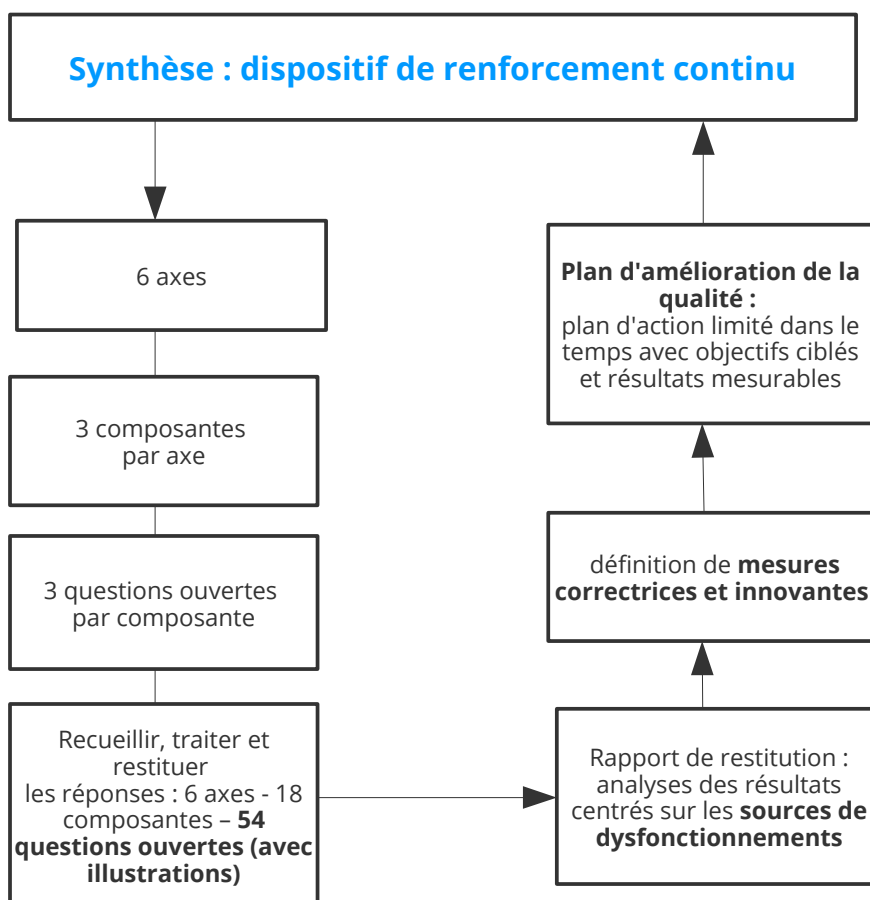 Synthèse : dispositif de renforcement continu
6 axes
3 composantes
par axe
3 questions ouvertes
par composante
Recueillir, traiter et
restituer
les réponses : 6 axes - 18
composantes – 54
questions ouvertes (avec
illustrations)
Plan d'amélioration de la
qualité :
plan d'action limité dans le
temps avec objectifs ciblés
et résultats mesurables
définition de mesures
correctrices et innovantes
Rapport de restitution :
analyses des résultats
centrés sur les sources de
dysfonctionnements